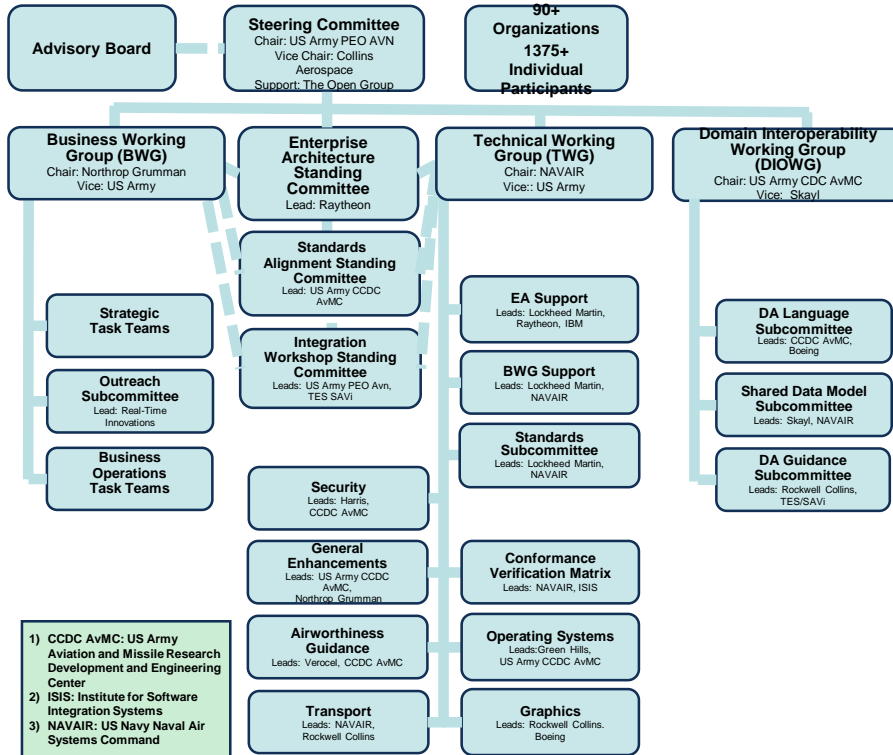 Advisory Board
Steering Committee
Chair: US Army PEO AVN
Vice Chair: Collins
Aerospace
Support: The Open Group
90+
Organizations
1375+
Individual
Participants
Business Working
Group (BWG)
Chair: Northrop Grumman
Vice: US Army
Enterprise
Architecture
Standing
Committee
Lead: Raytheon
Technical Working
Group (TWG)
Chair: NAVAIR
Vice:: US Army
Domain Interoperability
Working Group
(DIOWG)
Chair: US Army CDC AvMC
Vice: Skayl
Standards
Alignment Standing
Committee
Lead: US Army CCDC
AvMC
Integration
Workshop Standing
Committee
Leads: US Army PEO Avn,
TES SAVi
Strategic
Task Teams
Outreach
Subcommittee
Lead: Real-Time
Innovations
Business
Operations
Task Teams
EA Support
Leads: Lockheed Martin,
Raytheon, IBM
BWG Support
Leads: Lockheed Martin,
NAVAIR
Standards
Subcommittee
Leads: Lockheed Martin,
NAVAIR
DA Language
Subcommittee
Leads: CCDC AvMC,
Boeing
Shared Data Model
Subcommittee
Leads: Skayl, NAVAIR
DA Guidance
Subcommittee
Leads: Rockwell Collins,
TES/SAVi
Security
Leads: Harris,
CCDC AvMC
General
Enhancements
Leads: US Army CCDC
AvMC,
Northrop Grumman
Conformance
Verification Matrix
Leads: NAVAIR, ISIS
Airworthiness
Guidance
Leads: Verocel, CCDC AvMC
Operating Systems
Leads:Green Hills,
US Army CCDC AvMC
Transport
Leads: NAVAIR,
Rockwell Collins
Graphics
Leads: Rockwell Collins.
Boeing
1) CCDC AvMC: US Army
Aviation and Missile Research
Development and Engineering
Center
2) ISIS: Institute for Software
Integration Systems
3) NAVAIR: US Navy Naval Air
Systems Command